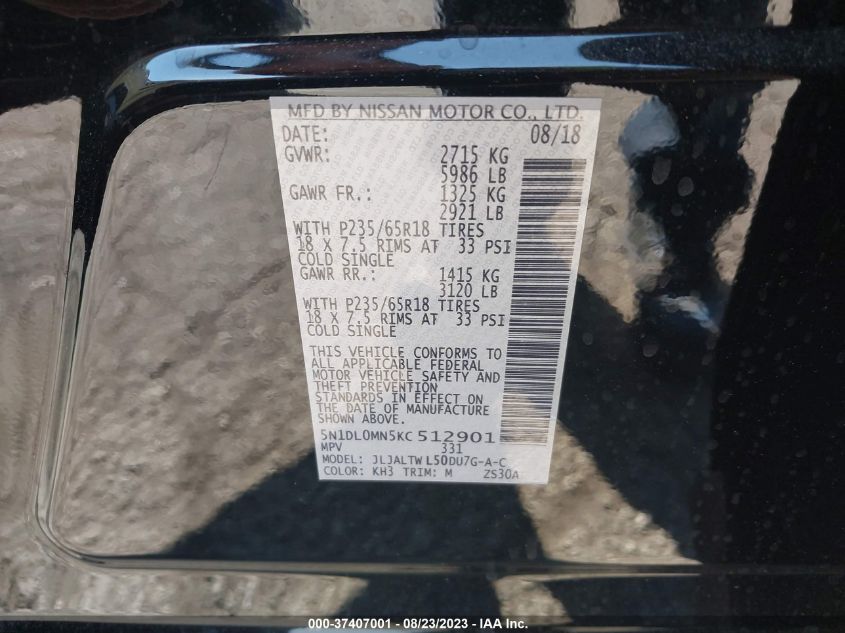 MFD BY NISSAN MOTOR CO., LTD.
DATE: 08/18
GVWR: 2715 KG
5986 LB
GAWR FR.: 1325 KG
2921 LB
WITH P235/65R18 TIRES
18 X 7.5 RIMS AT 33 PSI
COLD SINGLE
GAWR RR.: 1415 KG
3120 LB
WITH P235/65R18 TIRES
18 X 7.5 RIMS AT 33 PSI
COLD SINGLE
THIS VEHICLE CONFORMS TO
ALL APPLICABLE FEDERAL
MOTOR VEHICLE SAFETY AND
THEFT PREVENTION
STANDARDS IN EFFECT ON
THE DATE OF MANUFACTURE
SHOWN ABOVE.
5N1DL0MN5KC512901
MPV 331
MODEL: JLJALTWL50DU7G-A-C
COLOR: KH3 TRIM: M ZS30A
000-37407001 - 08/23/2023 - IAA Inc.